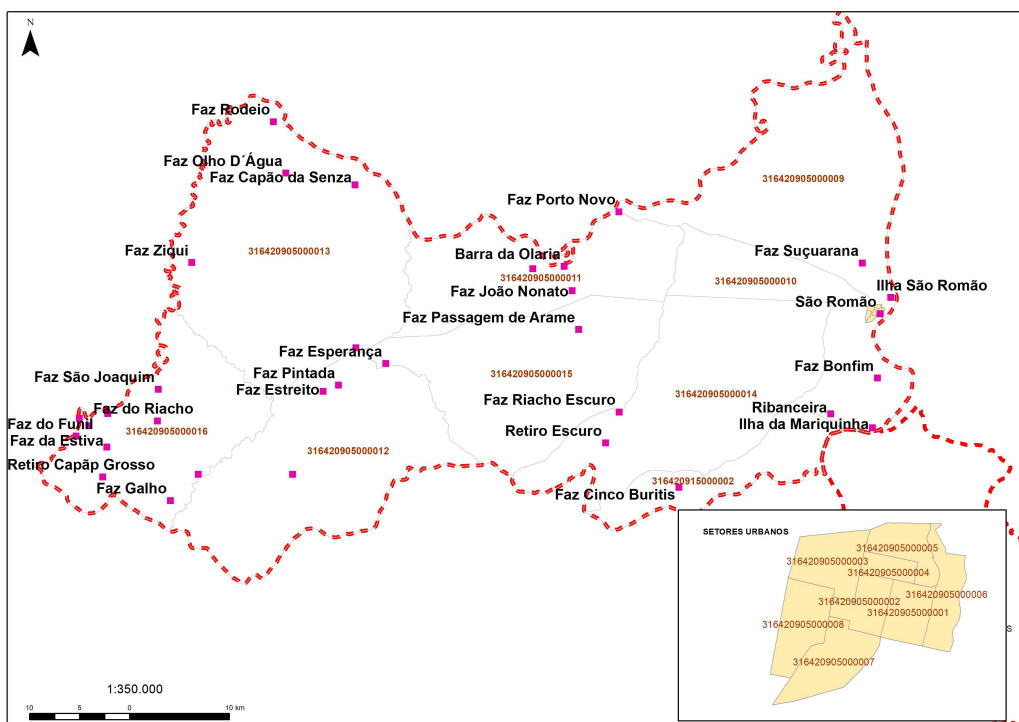 N
Faz Rodeio
Faz Olho D´Água
Faz Capão da Senza
316420905000009
Faz Porto Novo
Faz Ziqui
316420905000013
Barra da Olaria
Faz Suçuarana
316420905000011
316420905000010
Faz João Nonato
Ilha São Romão
São Romão
Faz Passagem de Arame
Faz Esperança
Faz São Joaquim
Faz Pintada
316420905000015
Faz Bonfim
Faz Estreito
316420905000014
Faz do Riacho
Faz Riacho Escuro
Ribanceira
Faz do Funil
316420905000016
Ilha da Mariquinha
Faz da Estiva
Retiro Escuro
316420905000012
Retiro Capãp Grosso
316420915000002
Faz Galho
Faz Cinco Buritis
SETORES URBANOS
316420905000005
316420905000003
316420905000004
316420905000006
316420905000002
316420905000001
316420905000008
S
316420905000007
1:350.000
10 5 0 10 km